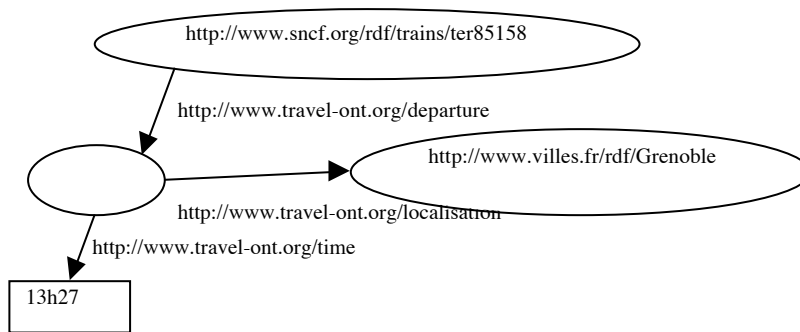 http://www.sncf.org/rdf/trains/ter85158
http://www.travel-ont.org/departure
http://www.villes.fr/rdf/Grenoble
http://www.travel-ont.org/localisation
http://www.travel-ont.org/time
13h27